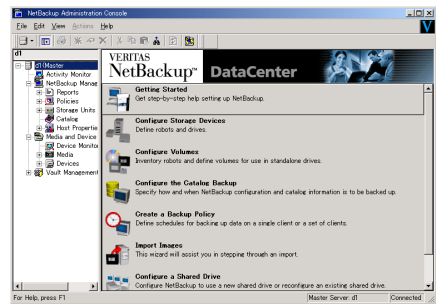 NetBackup Administration Console
File Edit View Actions Help
d1
d1(Master
Activity Monitor
NetBackup Manage
Reports
Policies
Storage Units
Catalog
Host Propertie
Media and Device
Device Monito
Media
Devices
Vault Management
VERITAS
NetBackup™ DataCenter
Getting Started
Get step-by-step help setting up NetBackup.
Configure Storage Devices
Define robots and drives.
Configure Volumes
Inventory robots and define volumes for use in standalone drives.
Configure the Catalog Backup
Specify how and when NetBackup configuration and catalog information is to be backed up.
Create a Backup Policy
Define schedules for backing up data on a single client or a set of clients.
Import Images
This wizard will assist you in stepping through an import.
Configure a Shared Drive
Configure NetBackup to use a new shared drive or reconfigure an existing shared drive.
For Help, press F1
Master Server: d1
Connected